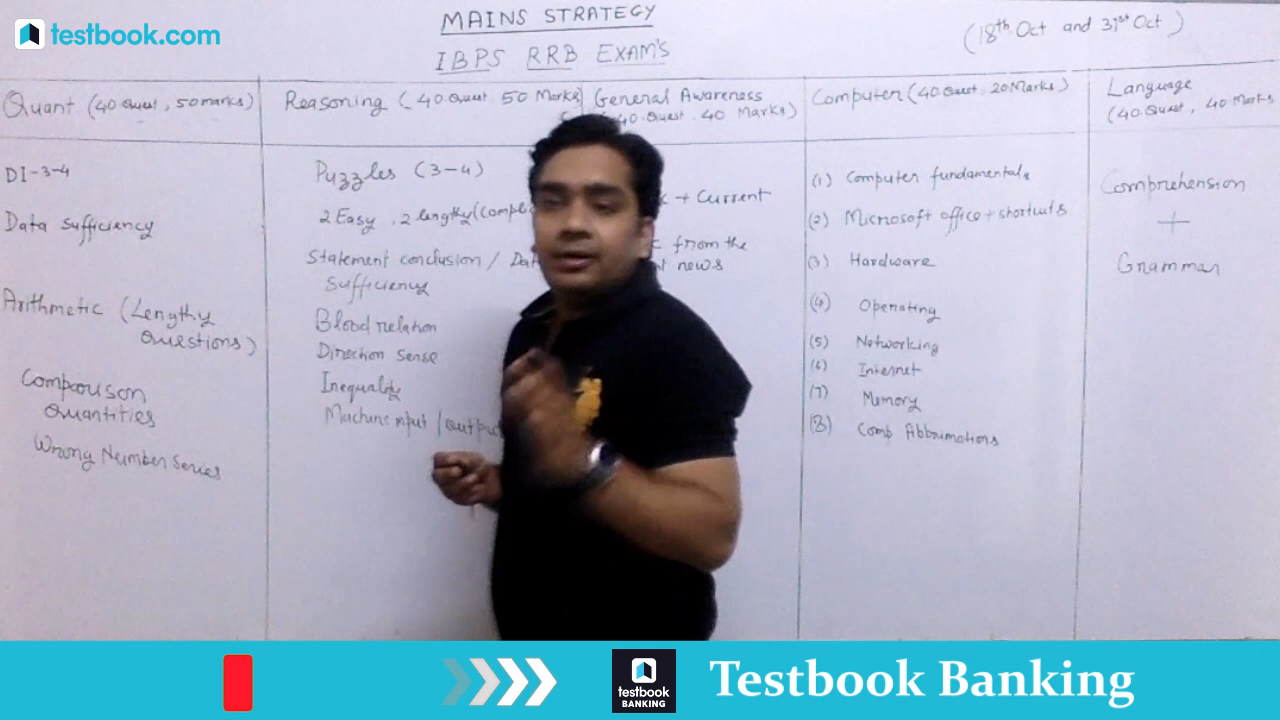 testbook.com
MAINS STRATEGY
IBPS RRB EXAM'S
(18th Oct and 31st Oct)
Quant (40 Quest, 50 marks)
DI-3-4
Data sufficiency
Arithmetic (Lengthy
Questions)
Comparison
Quantities
Wrong Number Series
Reasoning (40 Quest 50 Marks)
Puzzles (3-4)
2 Easy, 2 lengthy
Statement conclusion /
Sufficiency
Blood relation
Direction Sense
Inequality
Machine input /
General Awareness
40 Quest. 40 Marks)
+ Current
from the
news
Computer (40 Quest, 20 Marks)
(1) Computer fundamentals
(2) Microsoft office + shortcuts
(3) Hardware
(4) Operating
(5) Networking
(6) Internet
(7) Memory
(8) Comp
Language
(40 Quest, 40 Marks
Comprehension
+
Grammar
testbook
BANKING
Testbook Banking